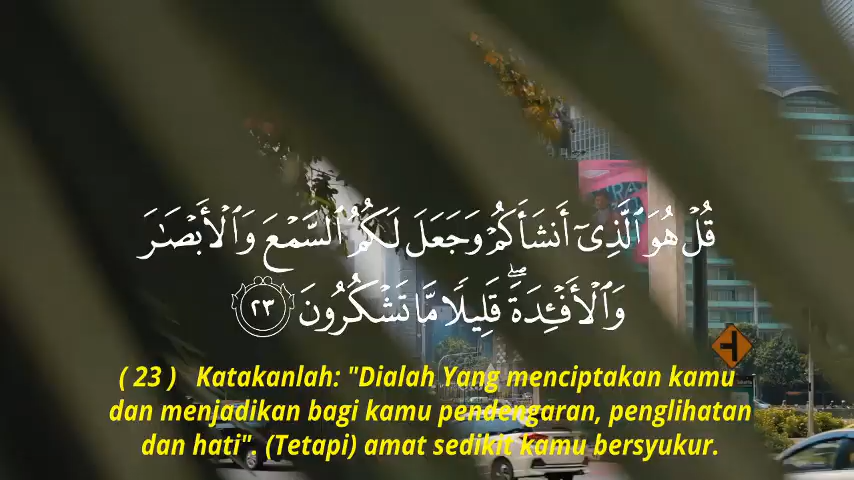 قُلْ هُوَ ٱلَّذِىٓ أَنشَأَكُمْ وَجَعَلَ لَكُمُ ٱلسَّمْعَ وَٱلْأَبْصَٰرَ
وَٱلْأَفْـِٔدَةَ ۖ قَلِيلًا مَّا تَشْكُرُونَ ٢٣
( 23 ) Katakanlah: "Dialah Yang menciptakan kamu
dan menjadikan bagi kamu pendengaran, penglihatan
dan hati". (Tetapi) amat sedikit kamu bersyukur.